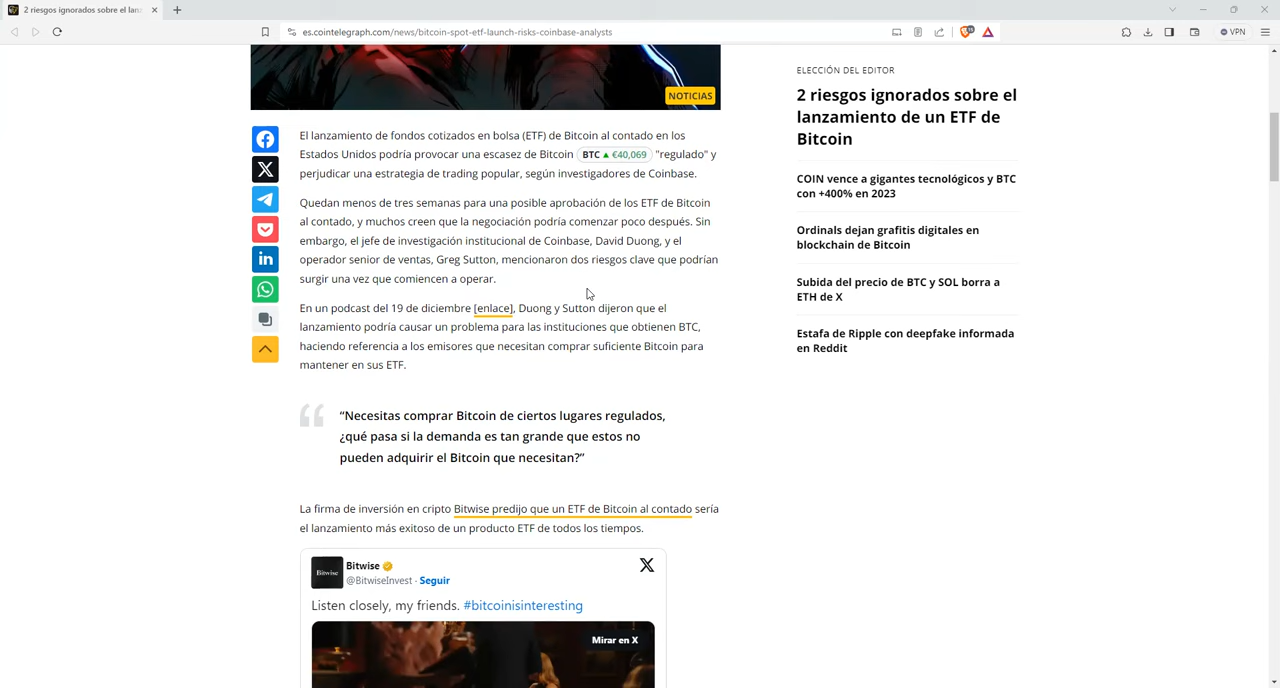 2 riesgos ignorados sobre el lan
es.cointelegraph.com/news/bitcoin-spot-etf-launch-risks-coinbase-analysts
VPN
NOTICIAS
El lanzamiento de fondos cotizados en bolsa (ETF) de Bitcoin al contado en los
Estados Unidos podría provocar una escasez de Bitcoin BTC ▲ €40,069 "regulado" y
perjudicar una estrategia de trading popular, según investigadores de Coinbase.
Quedan menos de tres semanas para una posible aprobación de los ETF de Bitcoin
al contado, y muchos creen que la negociación podría comenzar poco después. Sin
embargo, el jefe de investigación institucional de Coinbase, David Duong, y el
operador senior de ventas, Greg Sutton, mencionaron dos riesgos clave que podrían
surgir una vez que comiencen a operar.
En un podcast del 19 de diciembre [enlace], Duong y Sutton dijeron que el
lanzamiento podría causar un problema para las instituciones que obtienen BTC,
haciendo referencia a los emisores que necesitan comprar suficiente Bitcoin para
mantener en sus ETF.
“Necesitas comprar Bitcoin de ciertos lugares regulados,
¿qué pasa si la demanda es tan grande que estos no
pueden adquirir el Bitcoin que necesitan?”
La firma de inversión en cripto Bitwise predijo que un ETF de Bitcoin al contado sería
el lanzamiento más exitoso de un producto ETF de todos los tiempos.
Bitwise
Bitwise
@BitwiseInvest · Seguir
Listen closely, my friends. #bitcoinisinteresting
Mirar en X
ELECCIÓN DEL EDITOR
2 riesgos ignorados sobre el
lanzamiento de un ETF de
Bitcoin
COIN vence a gigantes tecnológicos y BTC
con +400% en 2023
Ordinals dejan grafitis digitales en
blockchain de Bitcoin
Subida del precio de BTC y SOL borra a
ETH de X
Estafa de Ripple con deepfake informada
en Reddit